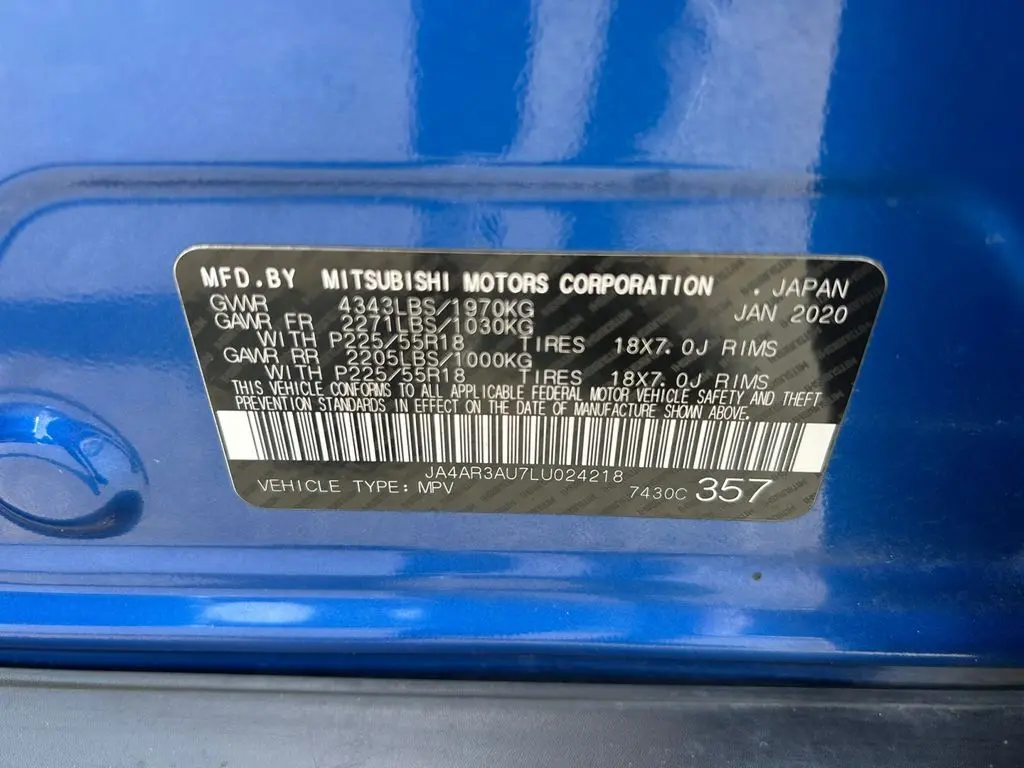 MFD.BY MITSUBISHI MOTORS CORPORATION . JAPAN
GVWR 4343LBS/1970KG JAN 2020
GAWR FR 2271LBS/1030KG
WITH P225/55R18 TIRES 18X7.0J RIMS
GAWR RR 2205LBS/1000KG
WITH P225/55R18 TIRES 18X7.0J RIMS
THIS VEHICLE CONFORMS TO ALL APPLICABLE FEDERAL MOTOR VEHICLE SAFETY AND THEFT
PREVENTION STANDARDS IN EFFECT ON THE DATE OF MANUFACTURE SHOWN ABOVE.
JA4AR3AU7LU024218
VEHICLE TYPE: MPV 7430C 357